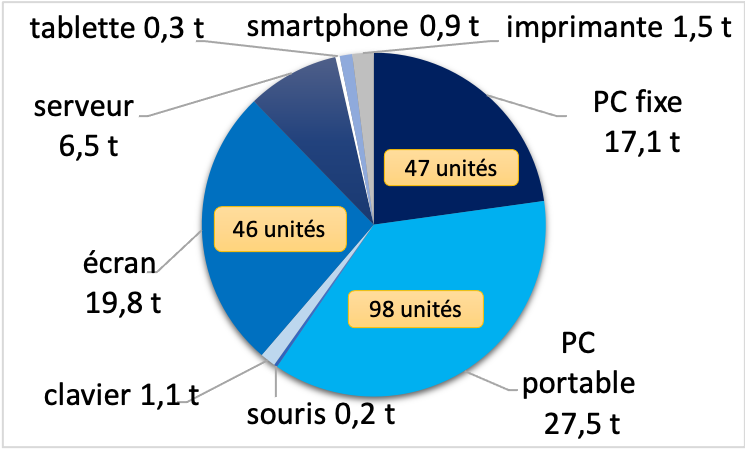 tablette 0,3 t
smartphone 0,9 t
imprimante 1,5 t
serveur
6,5 t
PC fixe
17,1 t
47 unités
46 unités
écran
19,8 t
98 unités
PC
portable
27,5 t
clavier 1,1 t
souris 0,2 t